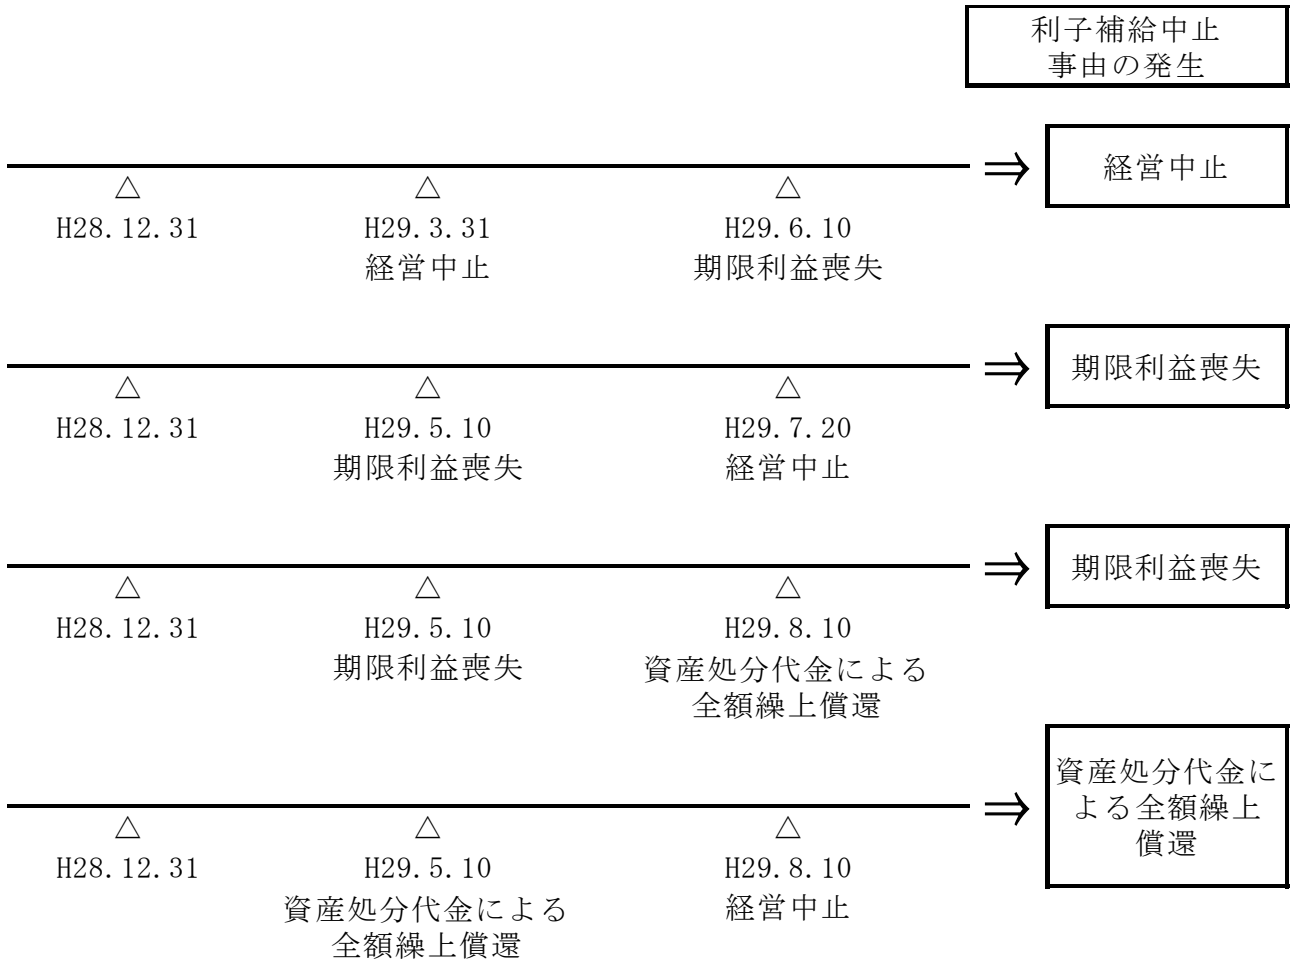 利子補給中止
事由の発生
⇒ 経営中止
△ △ △
H28.12.31 H29.3.31 H29.6.10
経営中止 期限利益喪失
⇒ 期限利益喪失
△ △ △
H28.12.31 H29.5.10 H29.7.20
期限利益喪失 経営中止
⇒ 期限利益喪失
△ △ △
H28.12.31 H29.5.10 H29.8.10
期限利益喪失 資産処分代金による
全額繰上償還
資産処分代金に
⇒ よる全額繰上
償還
△ △ △
H28.12.31 H29.5.10 H29.8.10
資産処分代金による 経営中止
全額繰上償還